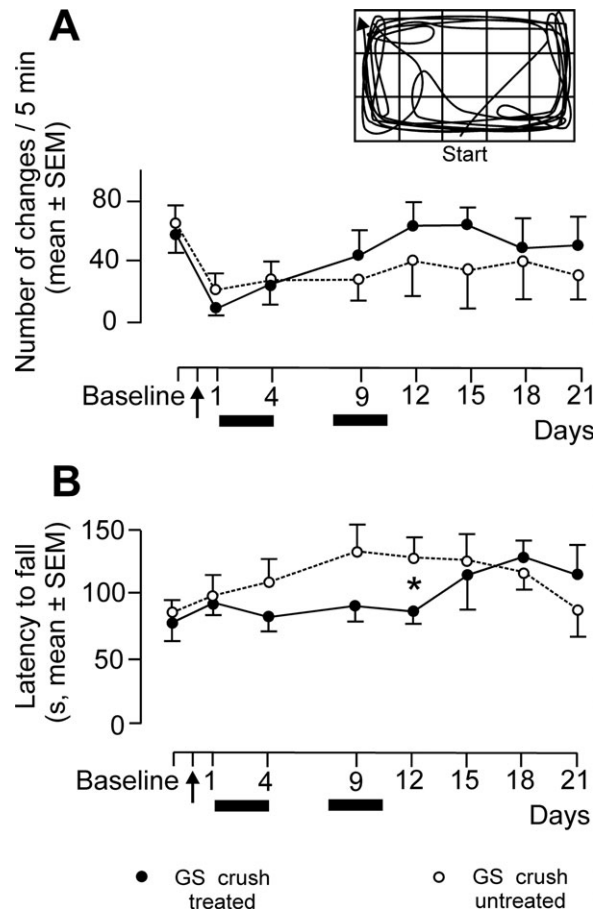 A
Start
Number of changes / 5 min
(mean ± SEM)
80
40
0
Baseline 1 4 9 12 15 18 21
Days
B
Latency to fall
(s, mean ± SEM)
150
100
50
0
*
Baseline 1 4 9 12 15 18 21
Days
GS crush
treated
GS crush
untreated